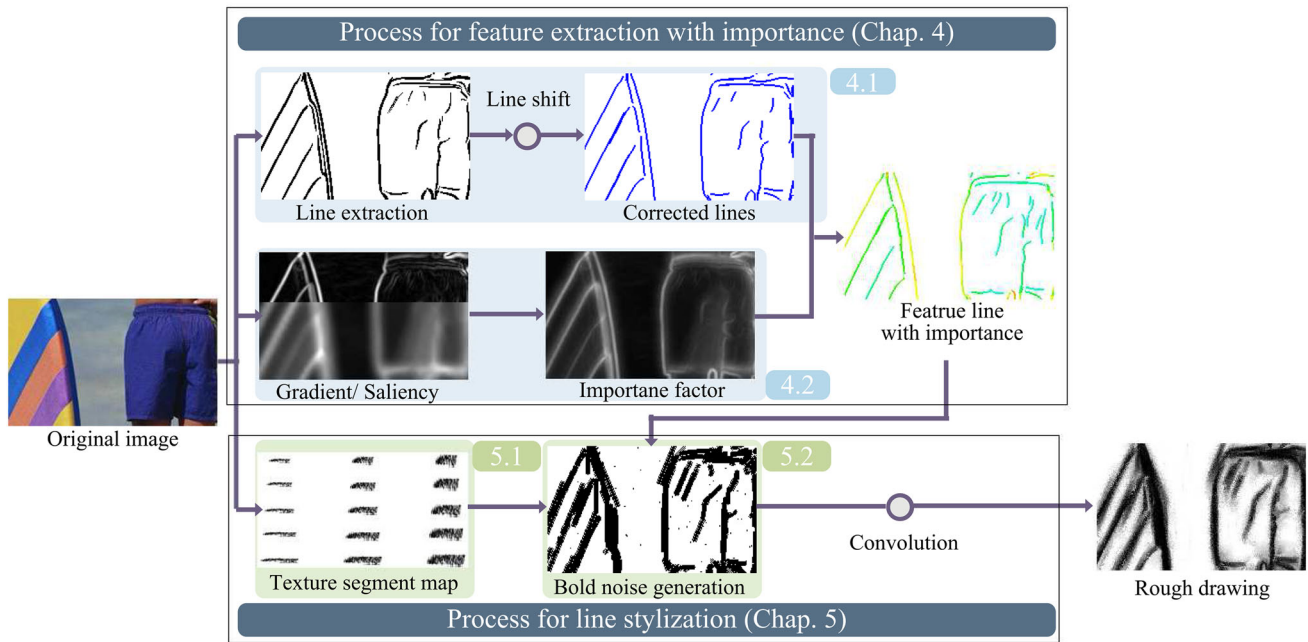 Process for feature extraction with importance (Chap. 4)
4.1
Line shift
Line extraction
Corrected lines
Featrue line
with importance
Gradient/ Saliency
Importane factor
4.2
Original image
5.1
5.2
Texture segment map
Bold noise generation
Convolution
Rough drawing
Process for line stylization (Chap. 5)